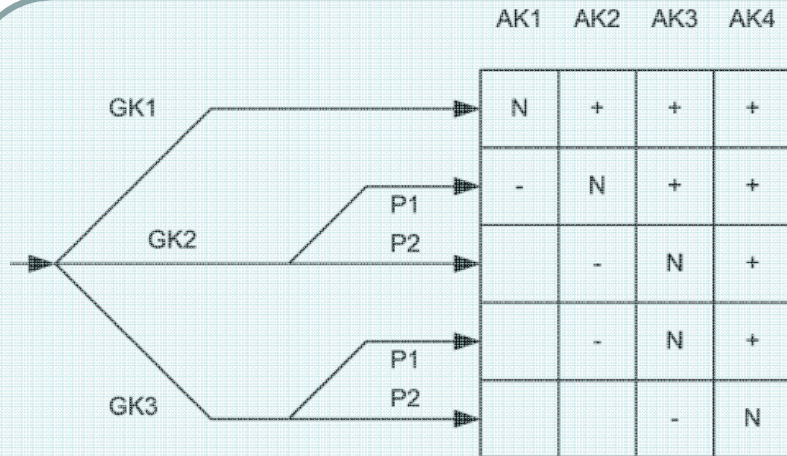 AK1 AK2 AK3 AK4
GK1 N + + +
- N + +
P1
GK2 P2
- N +
- N +
P1
GK3 P2
- N